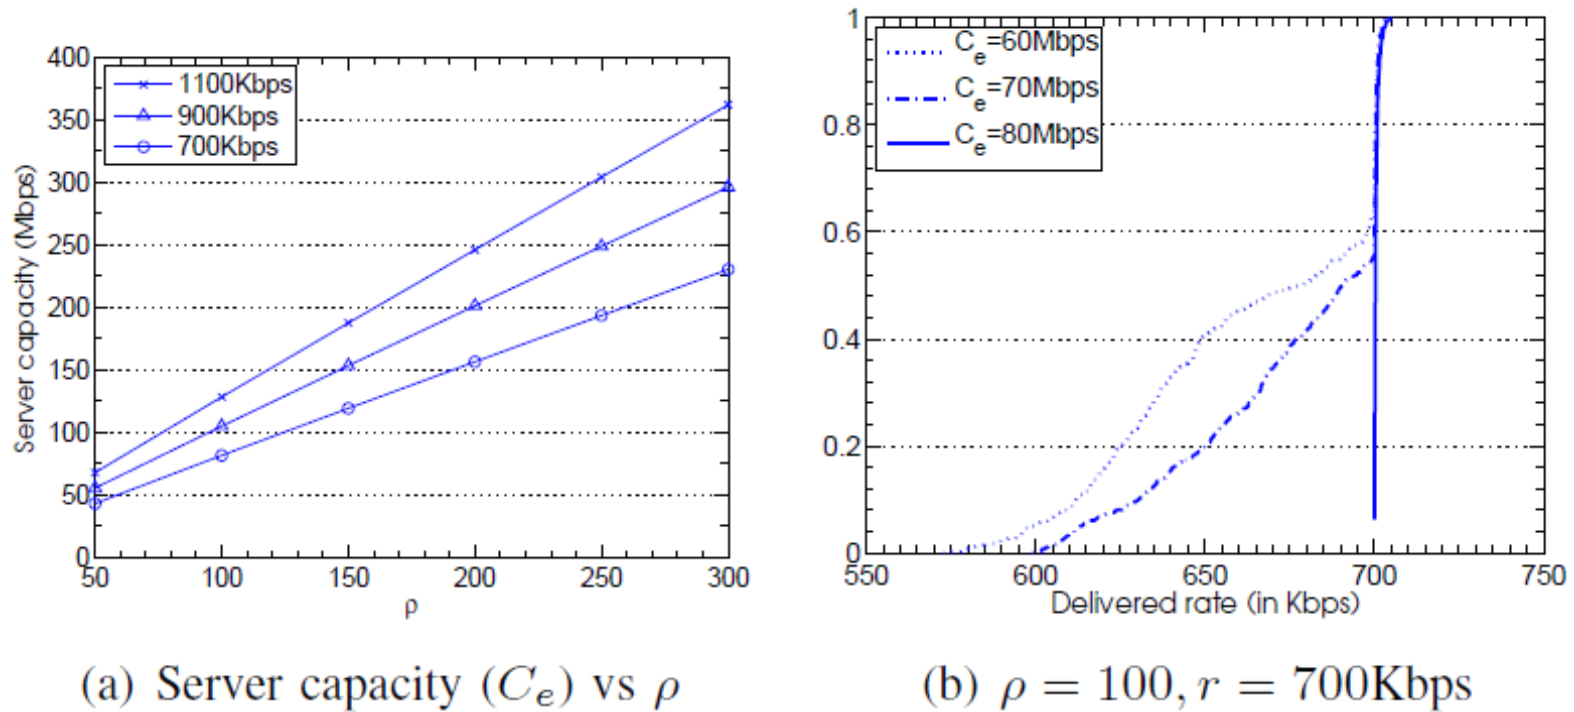 400
350
300
250
200
150
100
50
0
Server capacity (Mbps)
1100Kbps
900Kbps
700Kbps
50 100 150 200 250 300
ρ
(a) Server capacity (Cₑ) vs ρ
1
0.8
0.6
0.4
0.2
0
Cₑ=60Mbps
Cₑ=70Mbps
Cₑ=80Mbps
550 600 650 700 750
Delivered rate (in Kbps)
(b) ρ = 100, r = 700Kbps